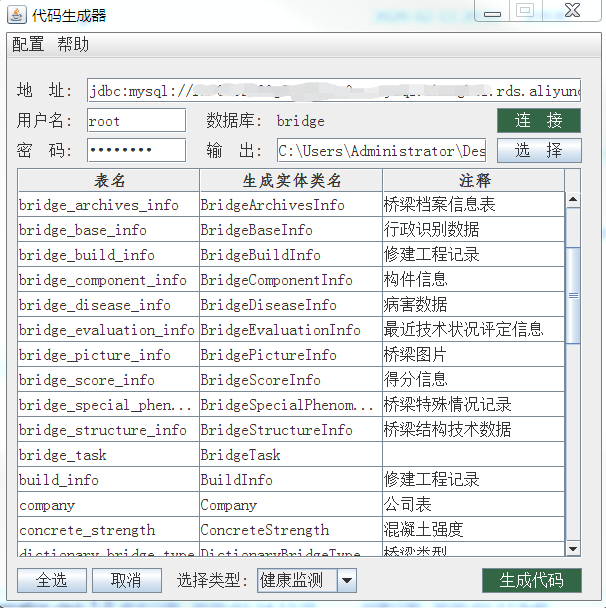 代码生成器
配置 帮助
地 址: jdbc:mysql:// .rds.aliyunc
用户名: root 数据库: bridge 连 接
密 码: •••••••• 输 出: C:\Users\Administrator\Des 选 择
表名 生成实体类名 注释
bridge_archives_info BridgeArchivesInfo 桥梁档案信息表
bridge_base_info BridgeBaseInfo 行政识别数据
bridge_build_info BridgeBuildInfo 修建工程记录
bridge_component_info BridgeComponentInfo 构件信息
bridge_disease_info BridgeDiseaseInfo 病害数据
bridge_evaluation_info BridgeEvaluationInfo 最近技术状况评定信息
bridge_picture_info BridgePictureInfo 桥梁图片
bridge_score_info BridgeScoreInfo 得分信息
bridge_special_phen... BridgeSpecialPhenom... 桥梁特殊情况记录
bridge_structure_info BridgeStructureInfo 桥梁结构技术数据
bridge_task BridgeTask
build_info BuildInfo 修建工程记录
company Company 公司表
concrete_strength ConcreteStrength 混凝土强度
dictionary_bridge_type DictionaryBridgeType 桥梁类型
全选 取消 选择类型: 健康监测 生成代码